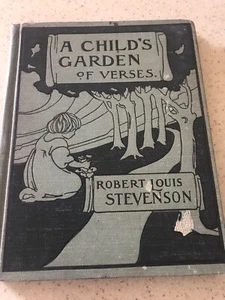 A CHILD'S
GARDEN
OF VERSES.
ROBERT LOUIS
STEVENSON